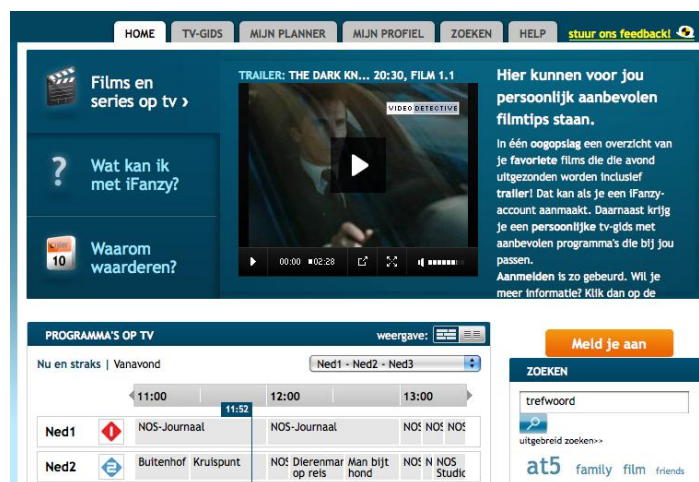 HOME TV-GIDS MIJN PLANNER MIJN PROFIEL ZOEKEN HELP stuur ons feedback!
Films en
series op tv ›
Wat kan ik
met iFanzy?
10
Waarom
waarderen?
TRAILER: THE DARK KN... 20:30, FILM 1.1
VIDEO DETECTIVE
00:00 02:28
Hier kunnen voor jou
persoonlijk aanbevolen
filmtips staan.
In één oogopslag een overzicht van
je favoriete films die die avond
uitgezonden worden inclusief
trailer! Dat kan als je een iFanzy-
account aanmaakt. Daarnaast krijg
je een persoonlijke tv-gids met
aanbevolen programma's die bij jou
passen.
Aanmelden is zo gebeurd. Wil je
meer informatie? Klik dan op de
PROGRAMMA'S OP TV weergave:
Nu en straks | Vanavond Ned1 - Ned2 - Ned3
11:00 12:00 13:00
11:52
Ned1 1 NOS-Journaal NOS-Journaal NOS NOS NOS
Ned2 2 Buitenhof Kruispunt NOS Dierenmar Man bijt NOS N NOS
op reis hond Studio
Meld je aan
ZOEKEN
trefwoord
uitgebreid zoeken>>
at5 family film friends